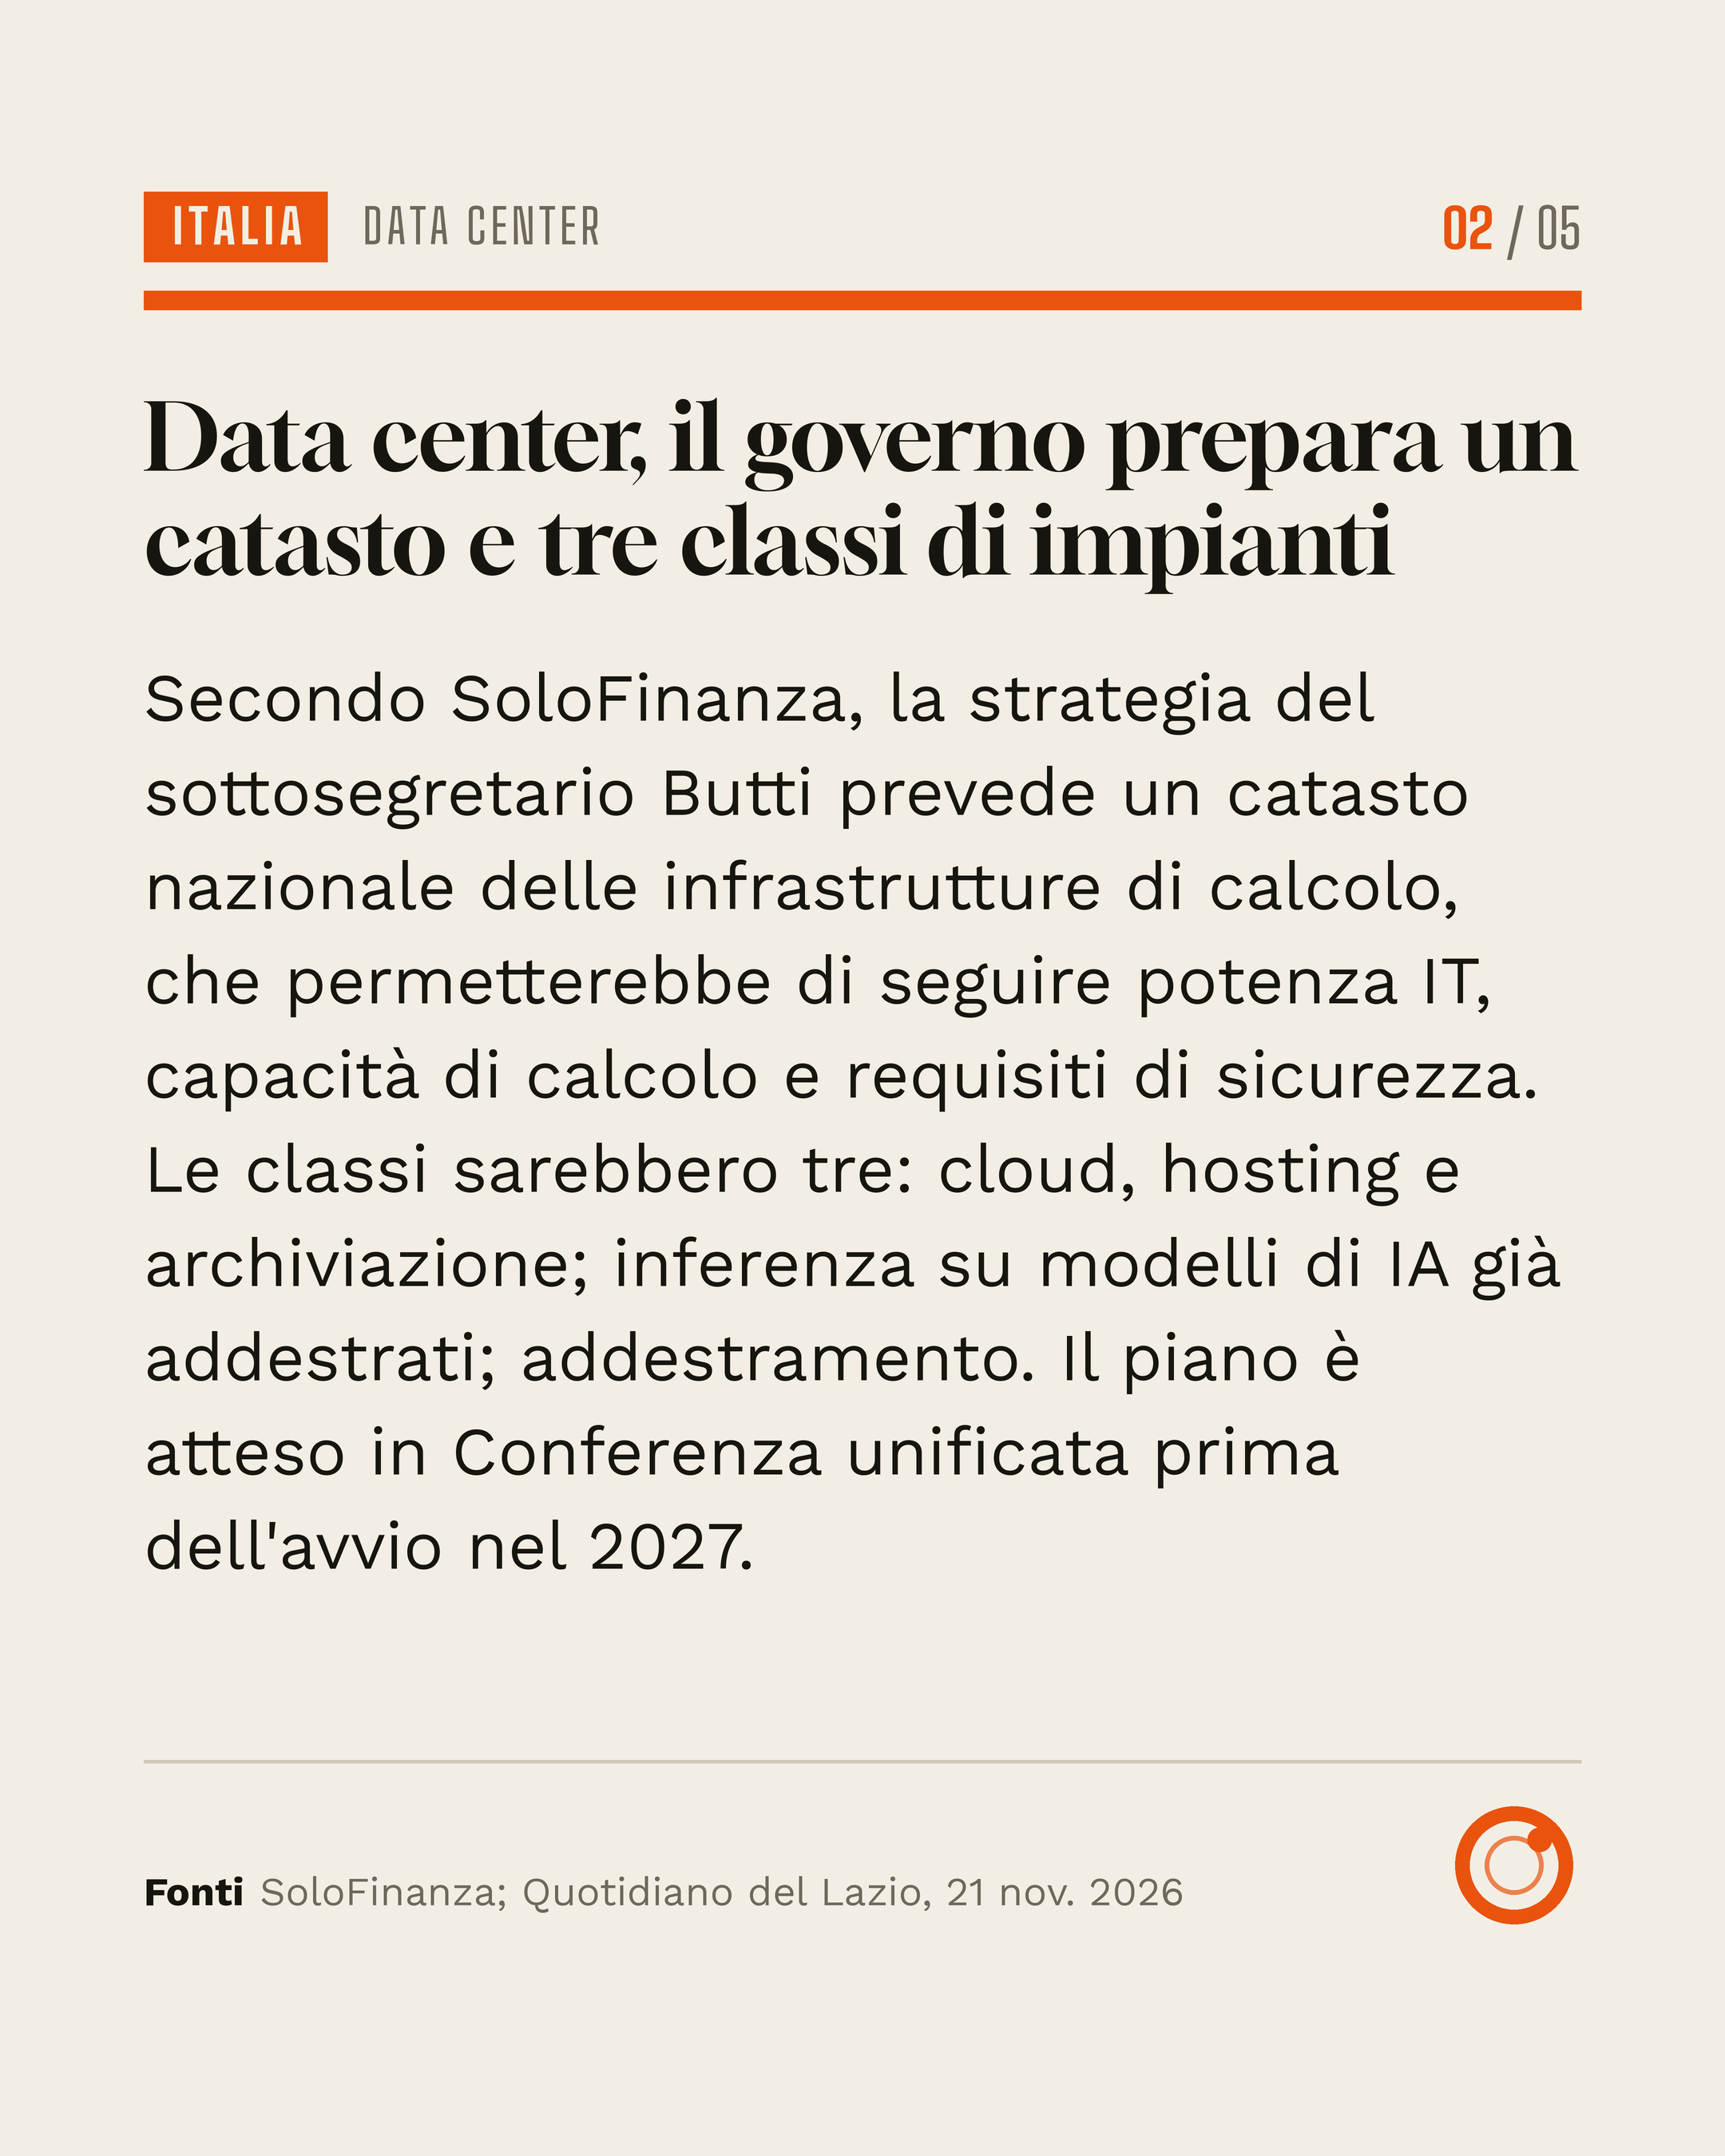 ITALIA DATA CENTER 02 / 05
Data center, il governo prepara un
catasto e tre classi di impianti
Secondo SoloFinanza, la strategia del
sottosegretario Butti prevede un catasto
nazionale delle infrastrutture di calcolo,
che permetterebbe di seguire potenza IT,
capacità di calcolo e requisiti di sicurezza.
Le classi sarebbero tre: cloud, hosting e
archiviazione; inferenza su modelli di IA già
addestrati; addestramento. Il piano è
atteso in Conferenza unificata prima
dell'avvio nel 2027.
Fonti SoloFinanza; Quotidiano del Lazio, 21 nov. 2026